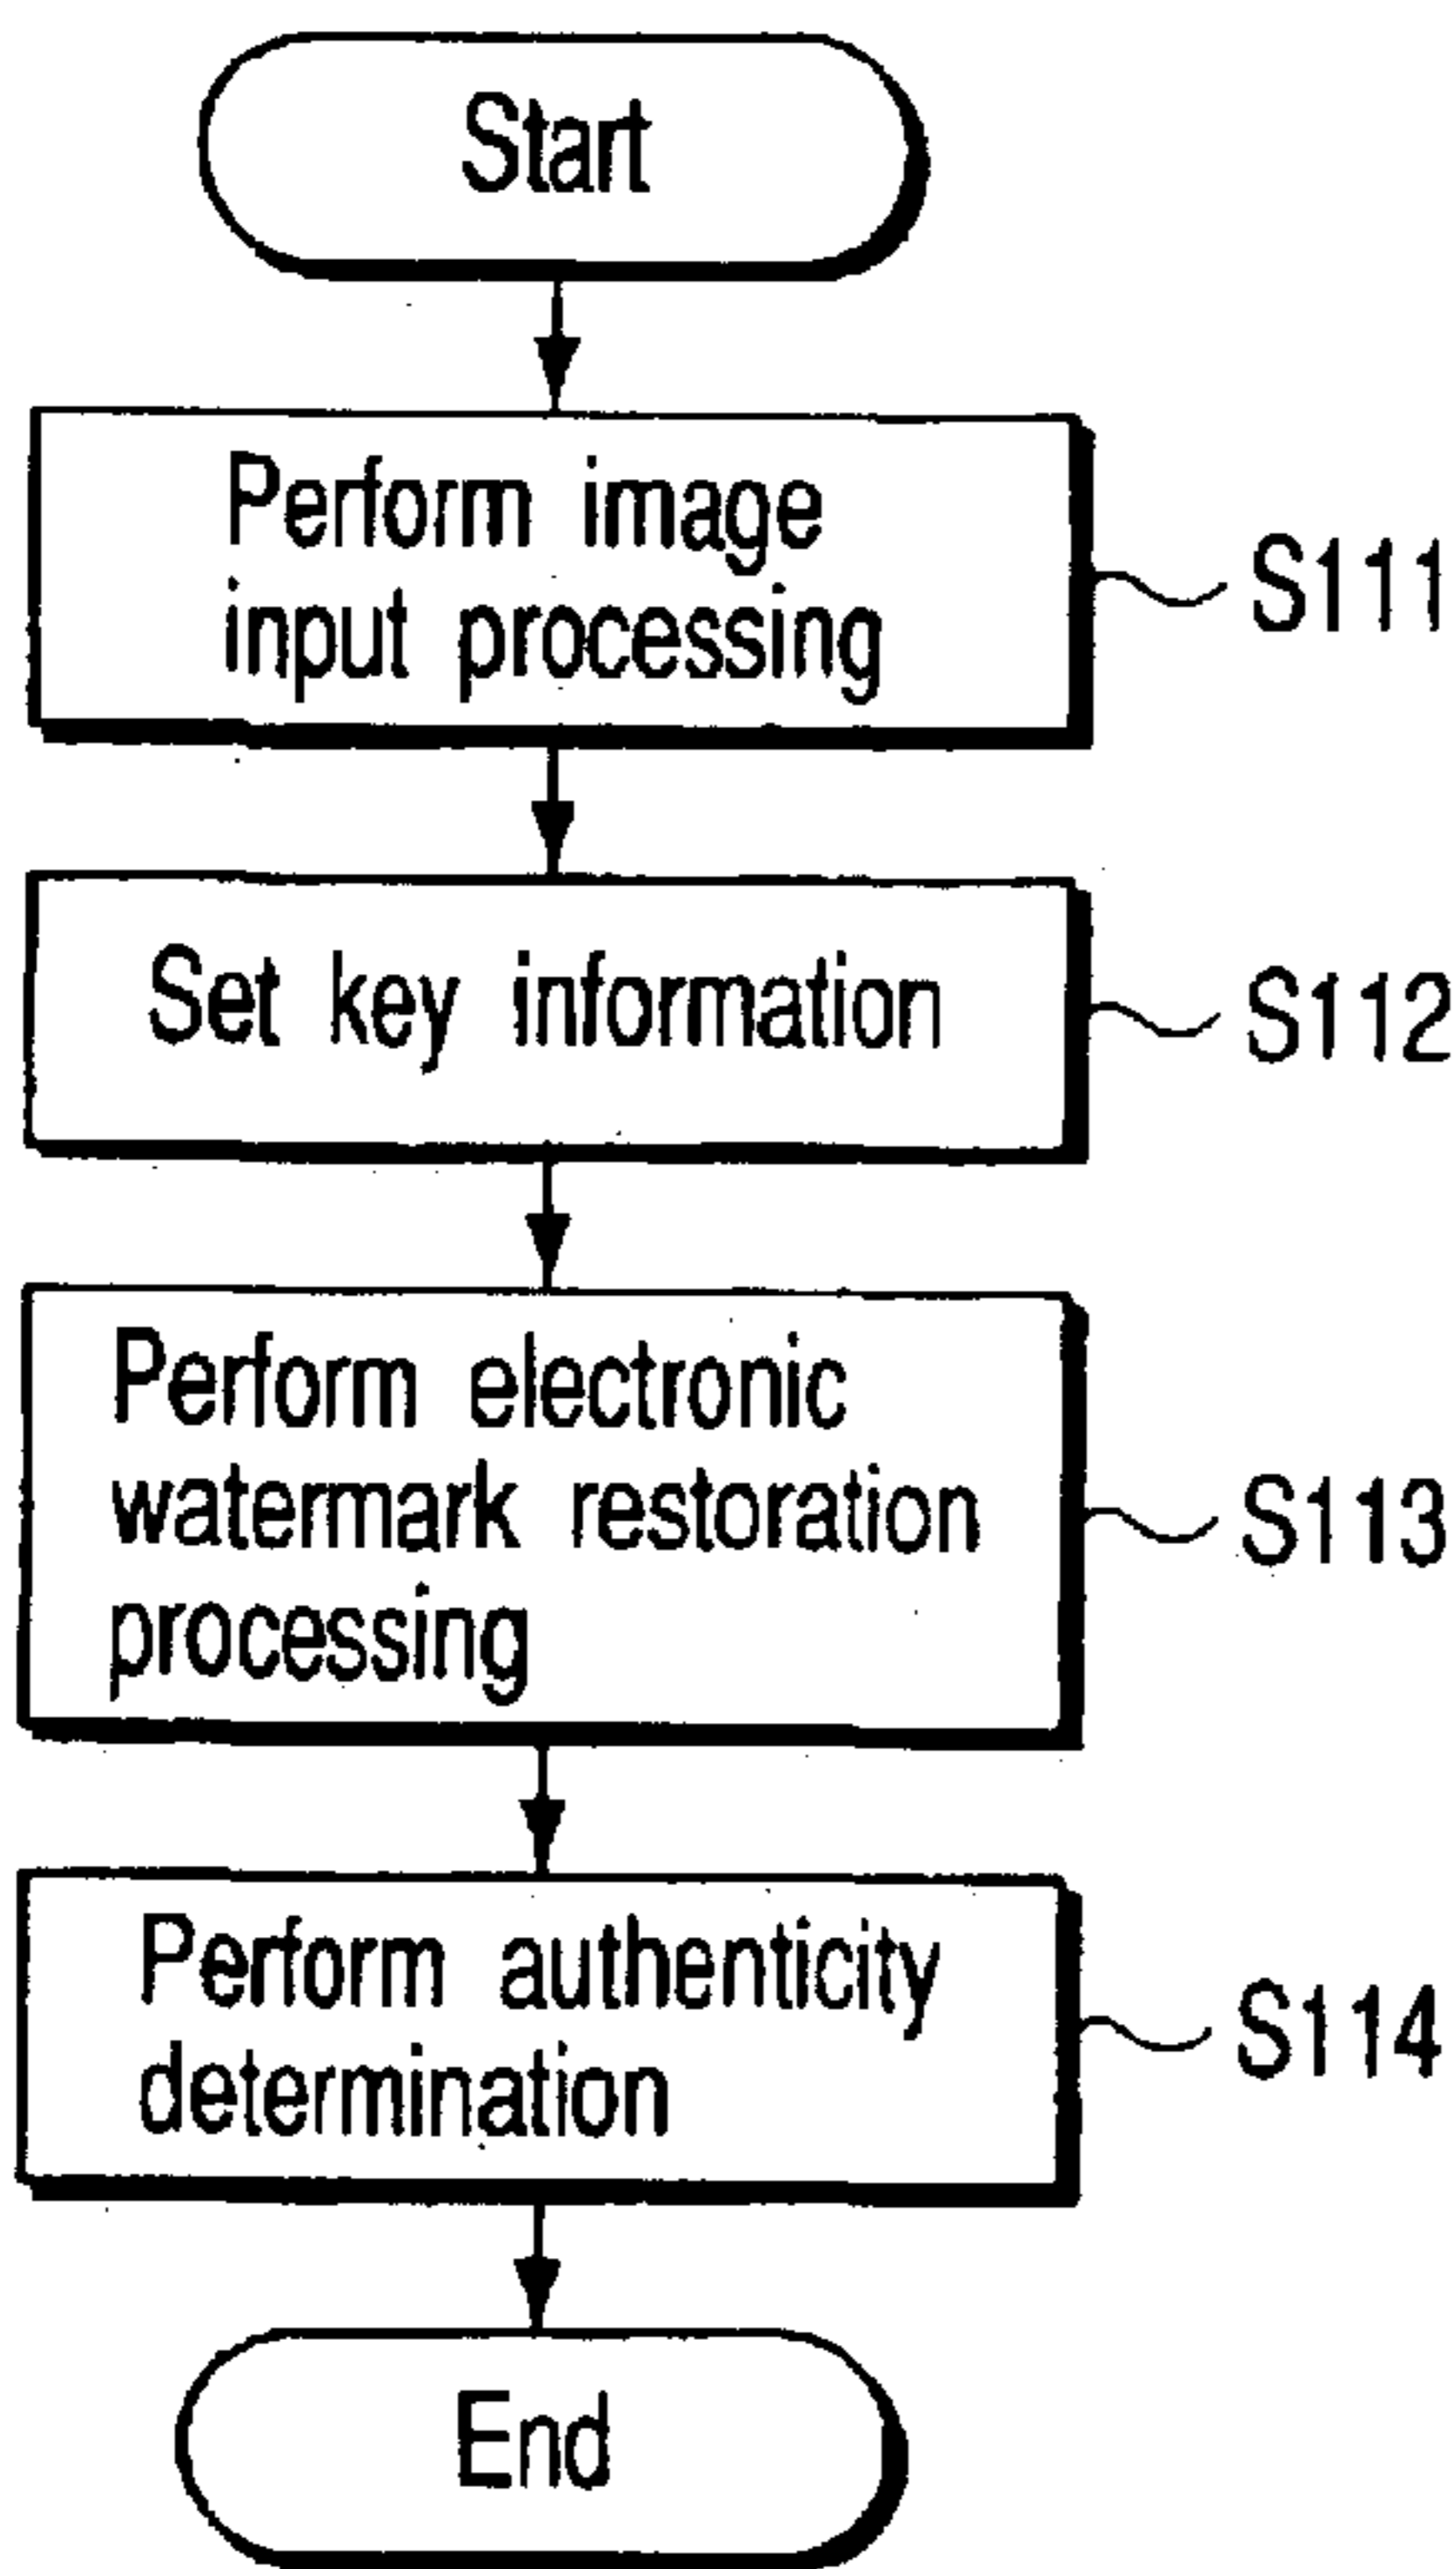 Start
Perform image
input processing
S111
Set key information
S112
Perform electronic
watermark restoration
processing
S113
Perform authenticity
determination
S114
End